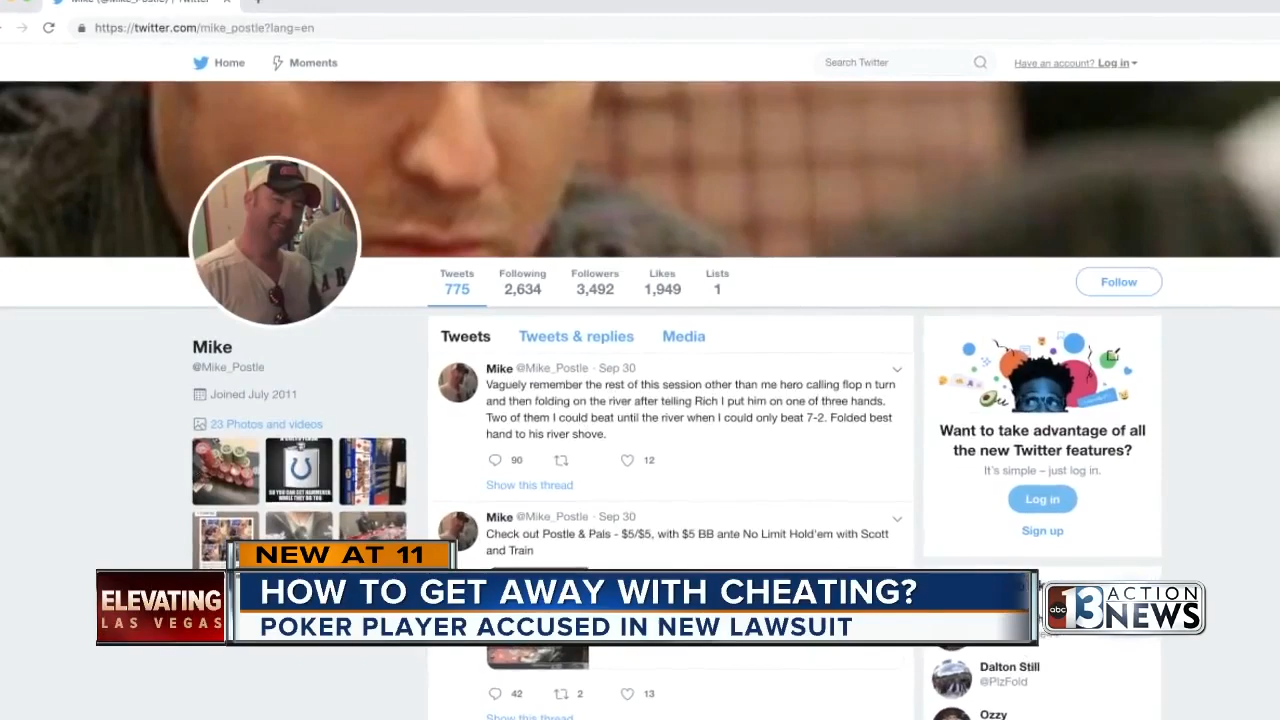 Mike (@Mike_Postle) | Twitter
https://twitter.com/mike_postle?lang=en
Home
Moments
Search Twitter
Have an account? Log in
Tweets
775
Following
2,634
Followers
3,492
Likes
1,949
Lists
1
Follow
Mike
@Mike_Postle
Joined July 2011
23 Photos and videos
Tweets
Tweets & replies
Media
Mike @Mike_Postle · Sep 30
Vaguely remember the rest of this session other than me hero calling flop n turn
and then folding on the river after telling Rich I put him on one of three hands.
Two of them I could beat until the river when I could only beat 7-2. Folded best
hand to his river shove.
90
12
Show this thread
Mike @Mike_Postle · Sep 30
Check out Postle & Pals - $5/$5, with $5 BB ante No Limit Hold'em with Scott
and Train
42
2
13
Show this thread
Want to take advantage of all
the new Twitter features?
It's simple – just log in.
Log in
Sign up
Dalton Still
@PlzFold
Ozzy
NEW AT 11
ELEVATING
LAS VEGAS
HOW TO GET AWAY WITH CHEATING?
POKER PLAYER ACCUSED IN NEW LAWSUIT
abc
13
ACTION
NEWS